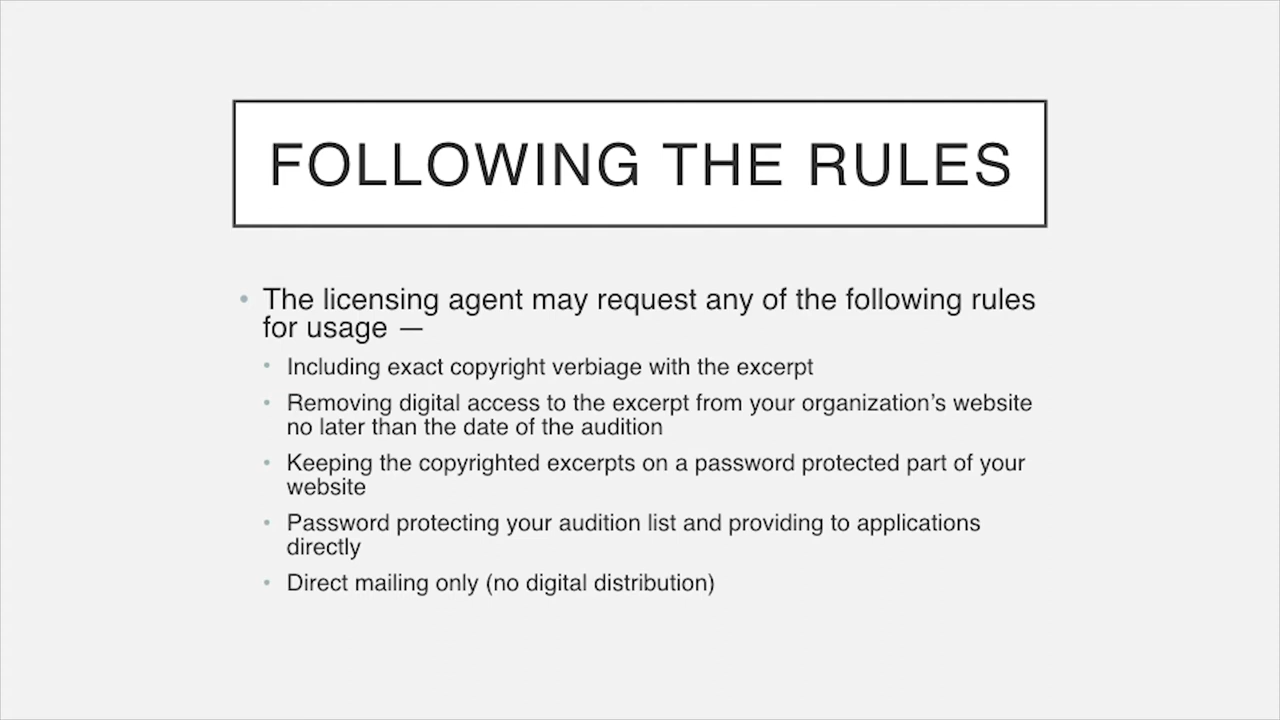 FOLLOWING THE RULES
• The licensing agent may request any of the following rules
for usage —
• Including exact copyright verbiage with the excerpt
• Removing digital access to the excerpt from your organization’s website
no later than the date of the audition
• Keeping the copyrighted excerpts on a password protected part of your
website
• Password protecting your audition list and providing to applications
directly
• Direct mailing only (no digital distribution)